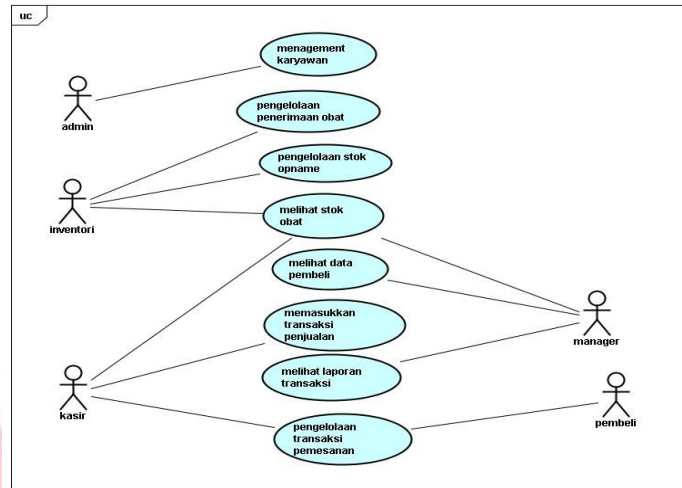 uc
menagement
karyawan
admin
pengelolaan
penerimaan obat
pengelolaan stok
opname
inventori
melihat stok
obat
melihat data
pembeli
memasukkan
transaksi
penjualan
manager
melihat laporan
transaksi
kasir
pengelolaan
transaksi
pemesanan
pembeli